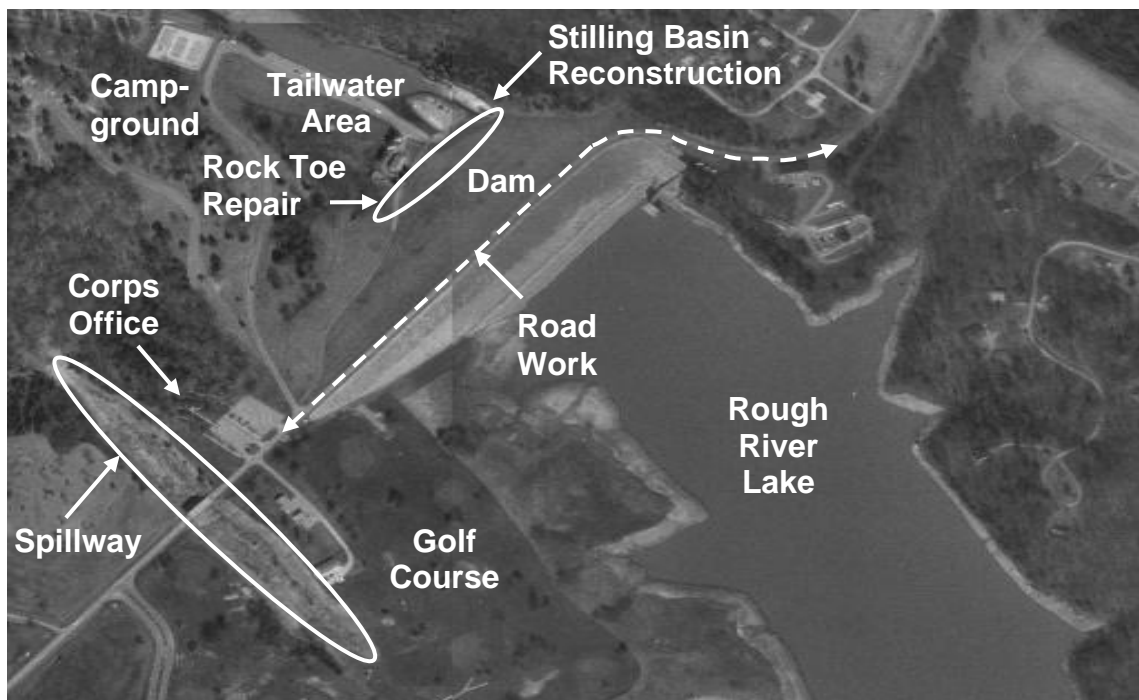 Stilling Basin
Reconstruction
Camp-
ground
Tailwater
Area
Rock Toe
Repair
Dam
Corps
Office
Road
Work
Rough
River
Lake
Spillway
Golf
Course